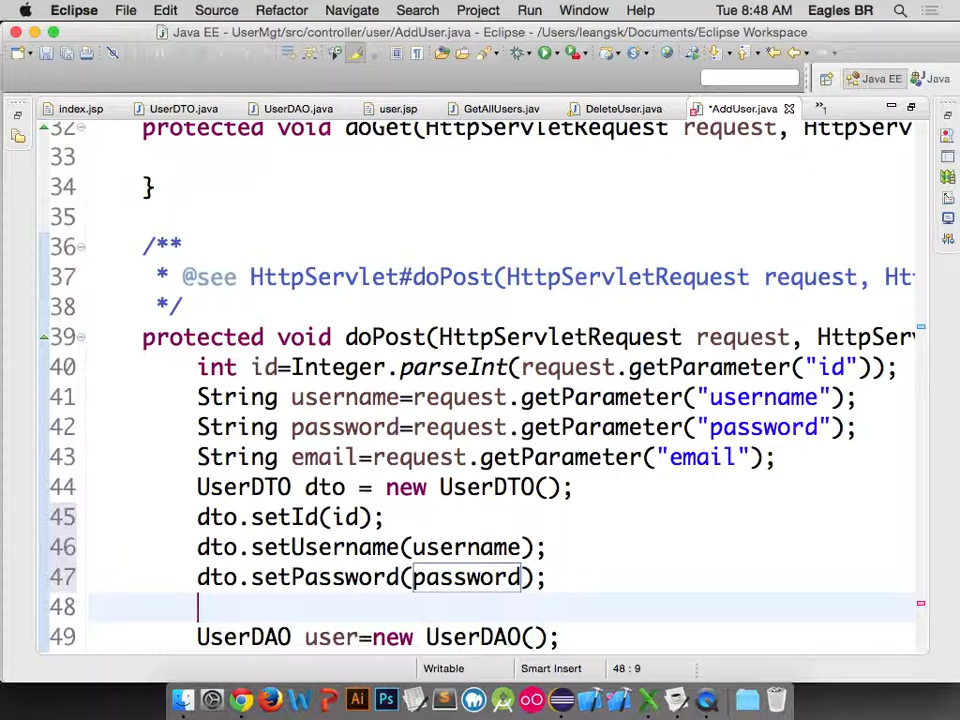 Eclipse File Edit Source Refactor Navigate Search Project Run Window Help Tue 8:48 AM Eagles BR
Java EE - UserMgt/src/controller/user/AddUser.java - Eclipse - /Users/leangsk/Documents/Eclipse Workspace
Java EE Java
index.jsp UserDTO.java UserDAO.java user.jsp GetAllUsers.jav DeleteUser.java *AddUser.java »1
32 protected void doGet(HttpServletRequest request, HttpServ
33
34 }
35
36 /**
37 * @see HttpServlet#doPost(HttpServletRequest request, Ht
38 */
39 protected void doPost(HttpServletRequest request, HttpServ
40 int id=Integer.parseInt(request.getParameter("id"));
41 String username=request.getParameter("username");
42 String password=request.getParameter("password");
43 String email=request.getParameter("email");
44 UserDTO dto = new UserDTO();
45 dto.setId(id);
46 dto.setUsername(username);
47 dto.setPassword(password);
48
49 UserDAO user=new UserDAO();
Writable Smart Insert 48 : 9
Ai Ps